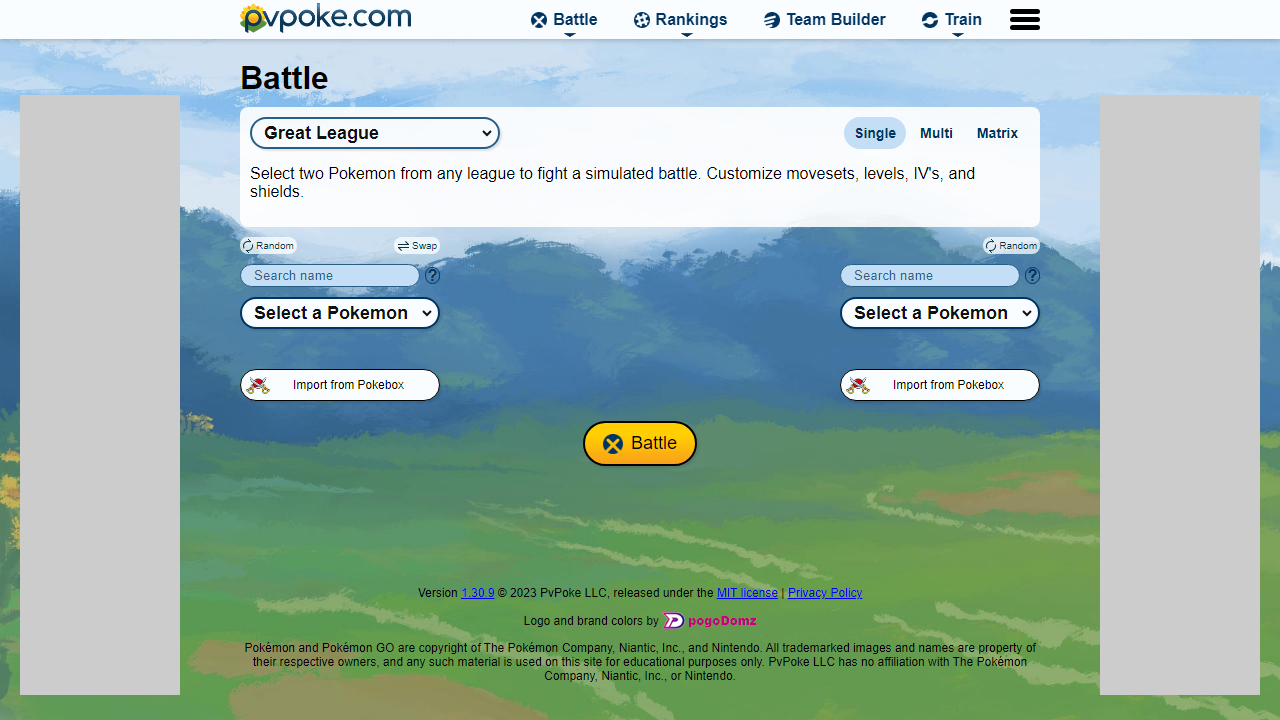 pvpoke.com
Battle
Rankings
Team Builder
Train
Battle
Great League
Single
Multi
Matrix
Select two Pokemon from any league to fight a simulated battle. Customize movesets, levels, IV's, and
shields.
Random
Swap
Random
Search name
?
Search name
?
Select a Pokemon
Select a Pokemon
Import from Pokebox
Import from Pokebox
Battle
Version 1.30.9 © 2023 PvPoke LLC, released under the MIT license | Privacy Policy
Logo and brand colors by pogoDomz
Pokémon and Pokémon GO are copyright of The Pokémon Company, Niantic, Inc., and Nintendo. All trademarked images and names are property of
their respective owners, and any such material is used on this site for educational purposes only. PvPoke LLC has no affiliation with The Pokémon
Company, Niantic, Inc., or Nintendo.